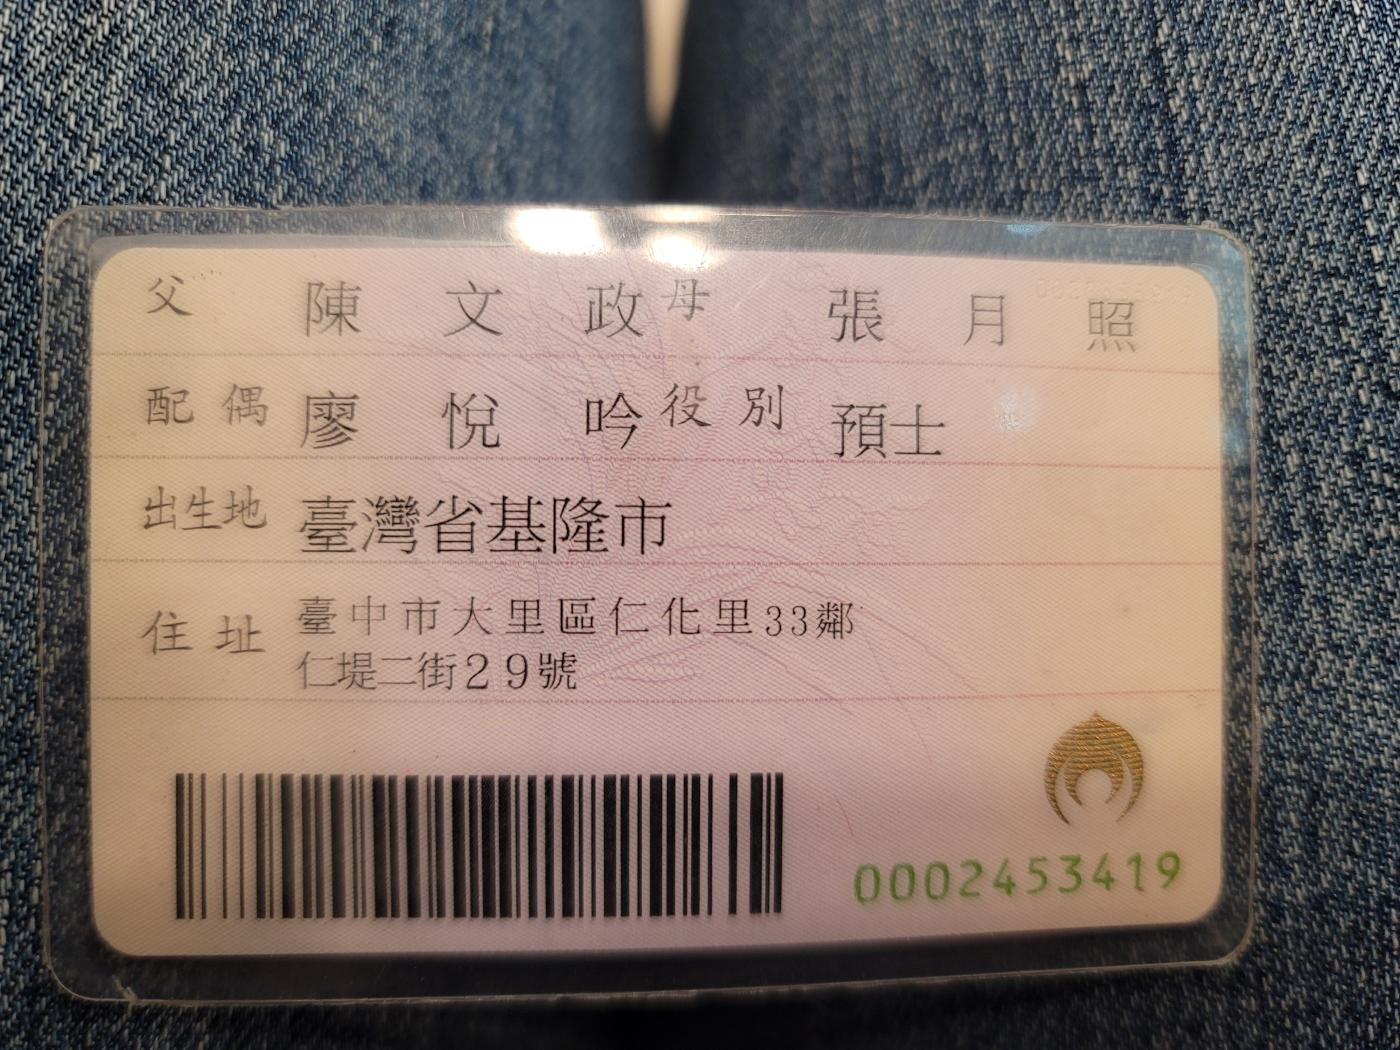 父 陳文政 母 張月照
配偶 廖悅吟 役別 預士
出生地 臺灣省基隆市
住址 臺中市大里區仁化里33鄰
仁堤二街29號
0002453419